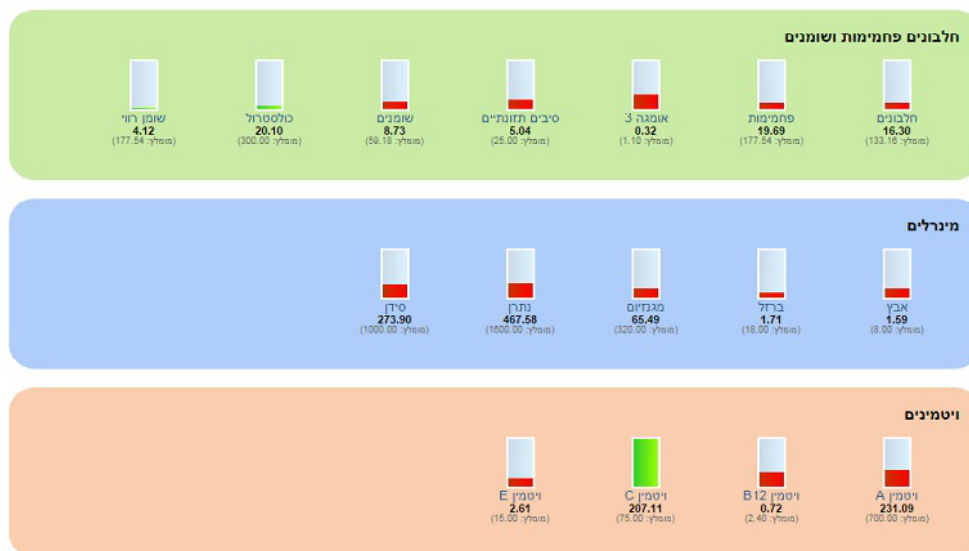 חלבונים פחמימות ושומנים
חלבונים
16.30
(מומלץ: 133.16)
פחמימות
19.69
(מומלץ: 177.54)
אומגה 3
0.32
(מומלץ: 1.10)
סיבים תזונתיים
5.04
(מומלץ: 25.00)
שומנים
8.73
(מומלץ: 59.18)
כולסטרול
20.10
(מומלץ: 300.00)
שומן רווי
4.12
(מומלץ: 177.54)
מינרלים
אבץ
1.59
(מומלץ: 8.00)
ברזל
1.71
(מומלץ: 18.00)
מגנזיום
65.49
(מומלץ: 320.00)
נתרן
467.58
(מומלץ: 1600.00)
סידן
273.90
(מומלץ: 1000.00)
ויטמינים
ויטמין A
231.09
(מומלץ: 700.00)
ויטמין B12
0.72
(מומלץ: 2.40)
ויטמין C
207.11
(מומלץ: 75.00)
ויטמין E
2.61
(מומלץ: 15.00)